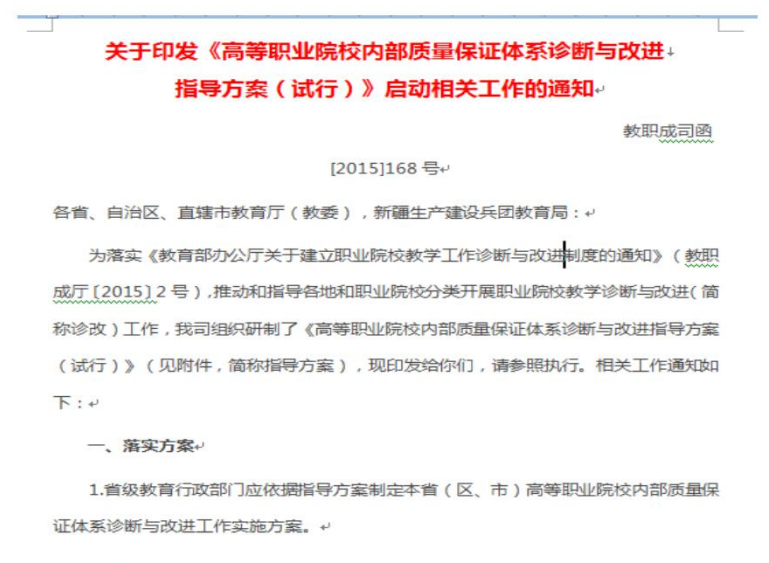 关于印发《高等职业院校内部质量保证体系诊断与改进
指导方案（试行）》启动相关工作的通知
教职成司函
[2015]168 号
各省、自治区、直辖市教育厅（教委），新疆生产建设兵团教育局：
为落实《教育部办公厅关于建立职业院校教学工作诊断与改进制度的通知》（教职
成厅〔2015〕2 号），推动和指导各地和职业院校分类开展职业院校教学诊断与改进（简
称诊改）工作，我司组织研制了《高等职业院校内部质量保证体系诊断与改进指导方案
（试行）》（见附件，简称指导方案），现印发给你们，请参照执行。相关工作通知如
下：
一、落实方案
1.省级教育行政部门应依据指导方案制定本省（区、市）高等职业院校内部质量保
证体系诊断与改进工作实施方案。